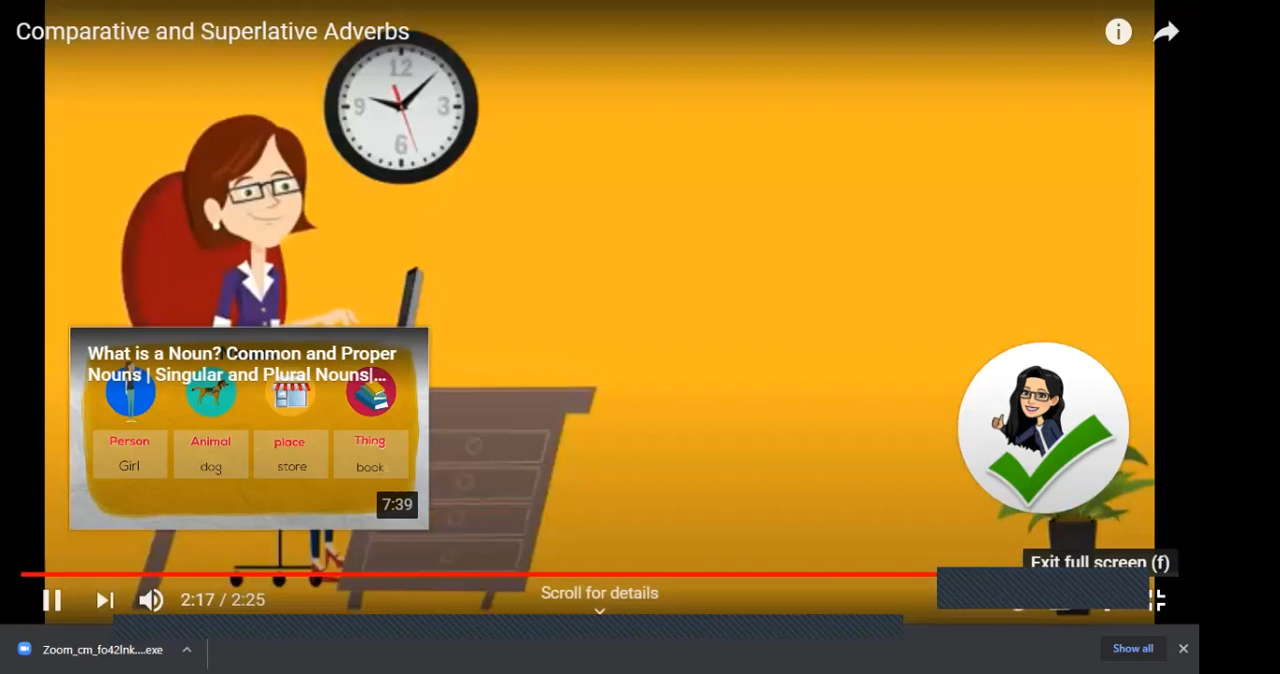 Comparative and Superlative Adverbs
12
9
3
6
What is a Noun? Common and Proper
Nouns | Singular and Plural Nouns|...
Person
Animal
place
Thing
Girl
dog
store
book
7:39
Exit full screen (f)
2:17 / 2:25
Scroll for details
Zoom_cm_fo42lnk....exe
Show all